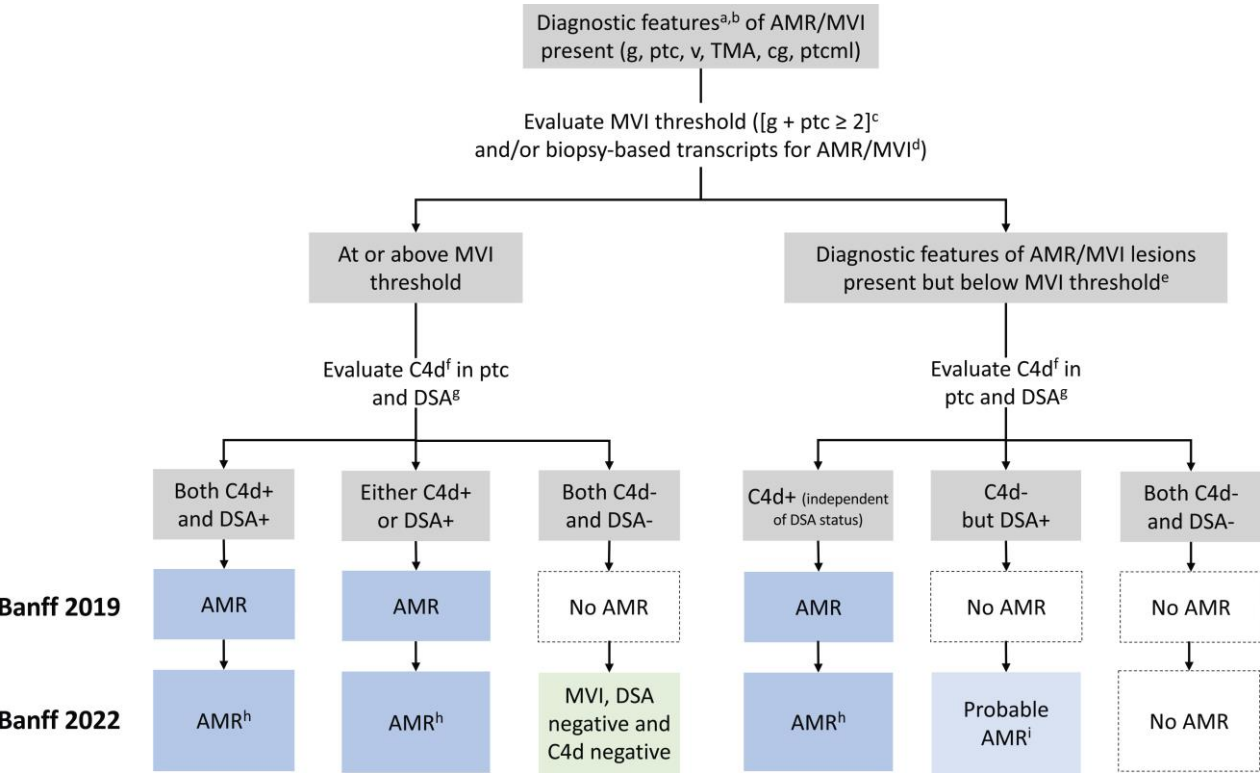 Diagnostic featuresᵃ,ᵇ of AMR/MVI
present (g, ptc, v, TMA, cg, ptcml)
Evaluate MVI threshold ([g + ptc ≥ 2]ᶜ
and/or biopsy-based transcripts for AMR/MVIᵈ)
At or above MVI
threshold
Diagnostic features of AMR/MVI lesions
present but below MVI thresholdᵉ
Evaluate C4dᶠ in ptc
and DSAᵍ
Evaluate C4dᶠ in
ptc and DSAᵍ
Both C4d+
and DSA+
Either C4d+
or DSA+
Both C4d-
and DSA-
C4d+ (independent
of DSA status)
C4d-
but DSA+
Both C4d-
and DSA-
Banff 2019
AMR
AMR
No AMR
AMR
No AMR
No AMR
Banff 2022
AMRʰ
AMRʰ
MVI, DSA
negative and
C4d negative
AMRʰ
Probable
AMRⁱ
No AMR